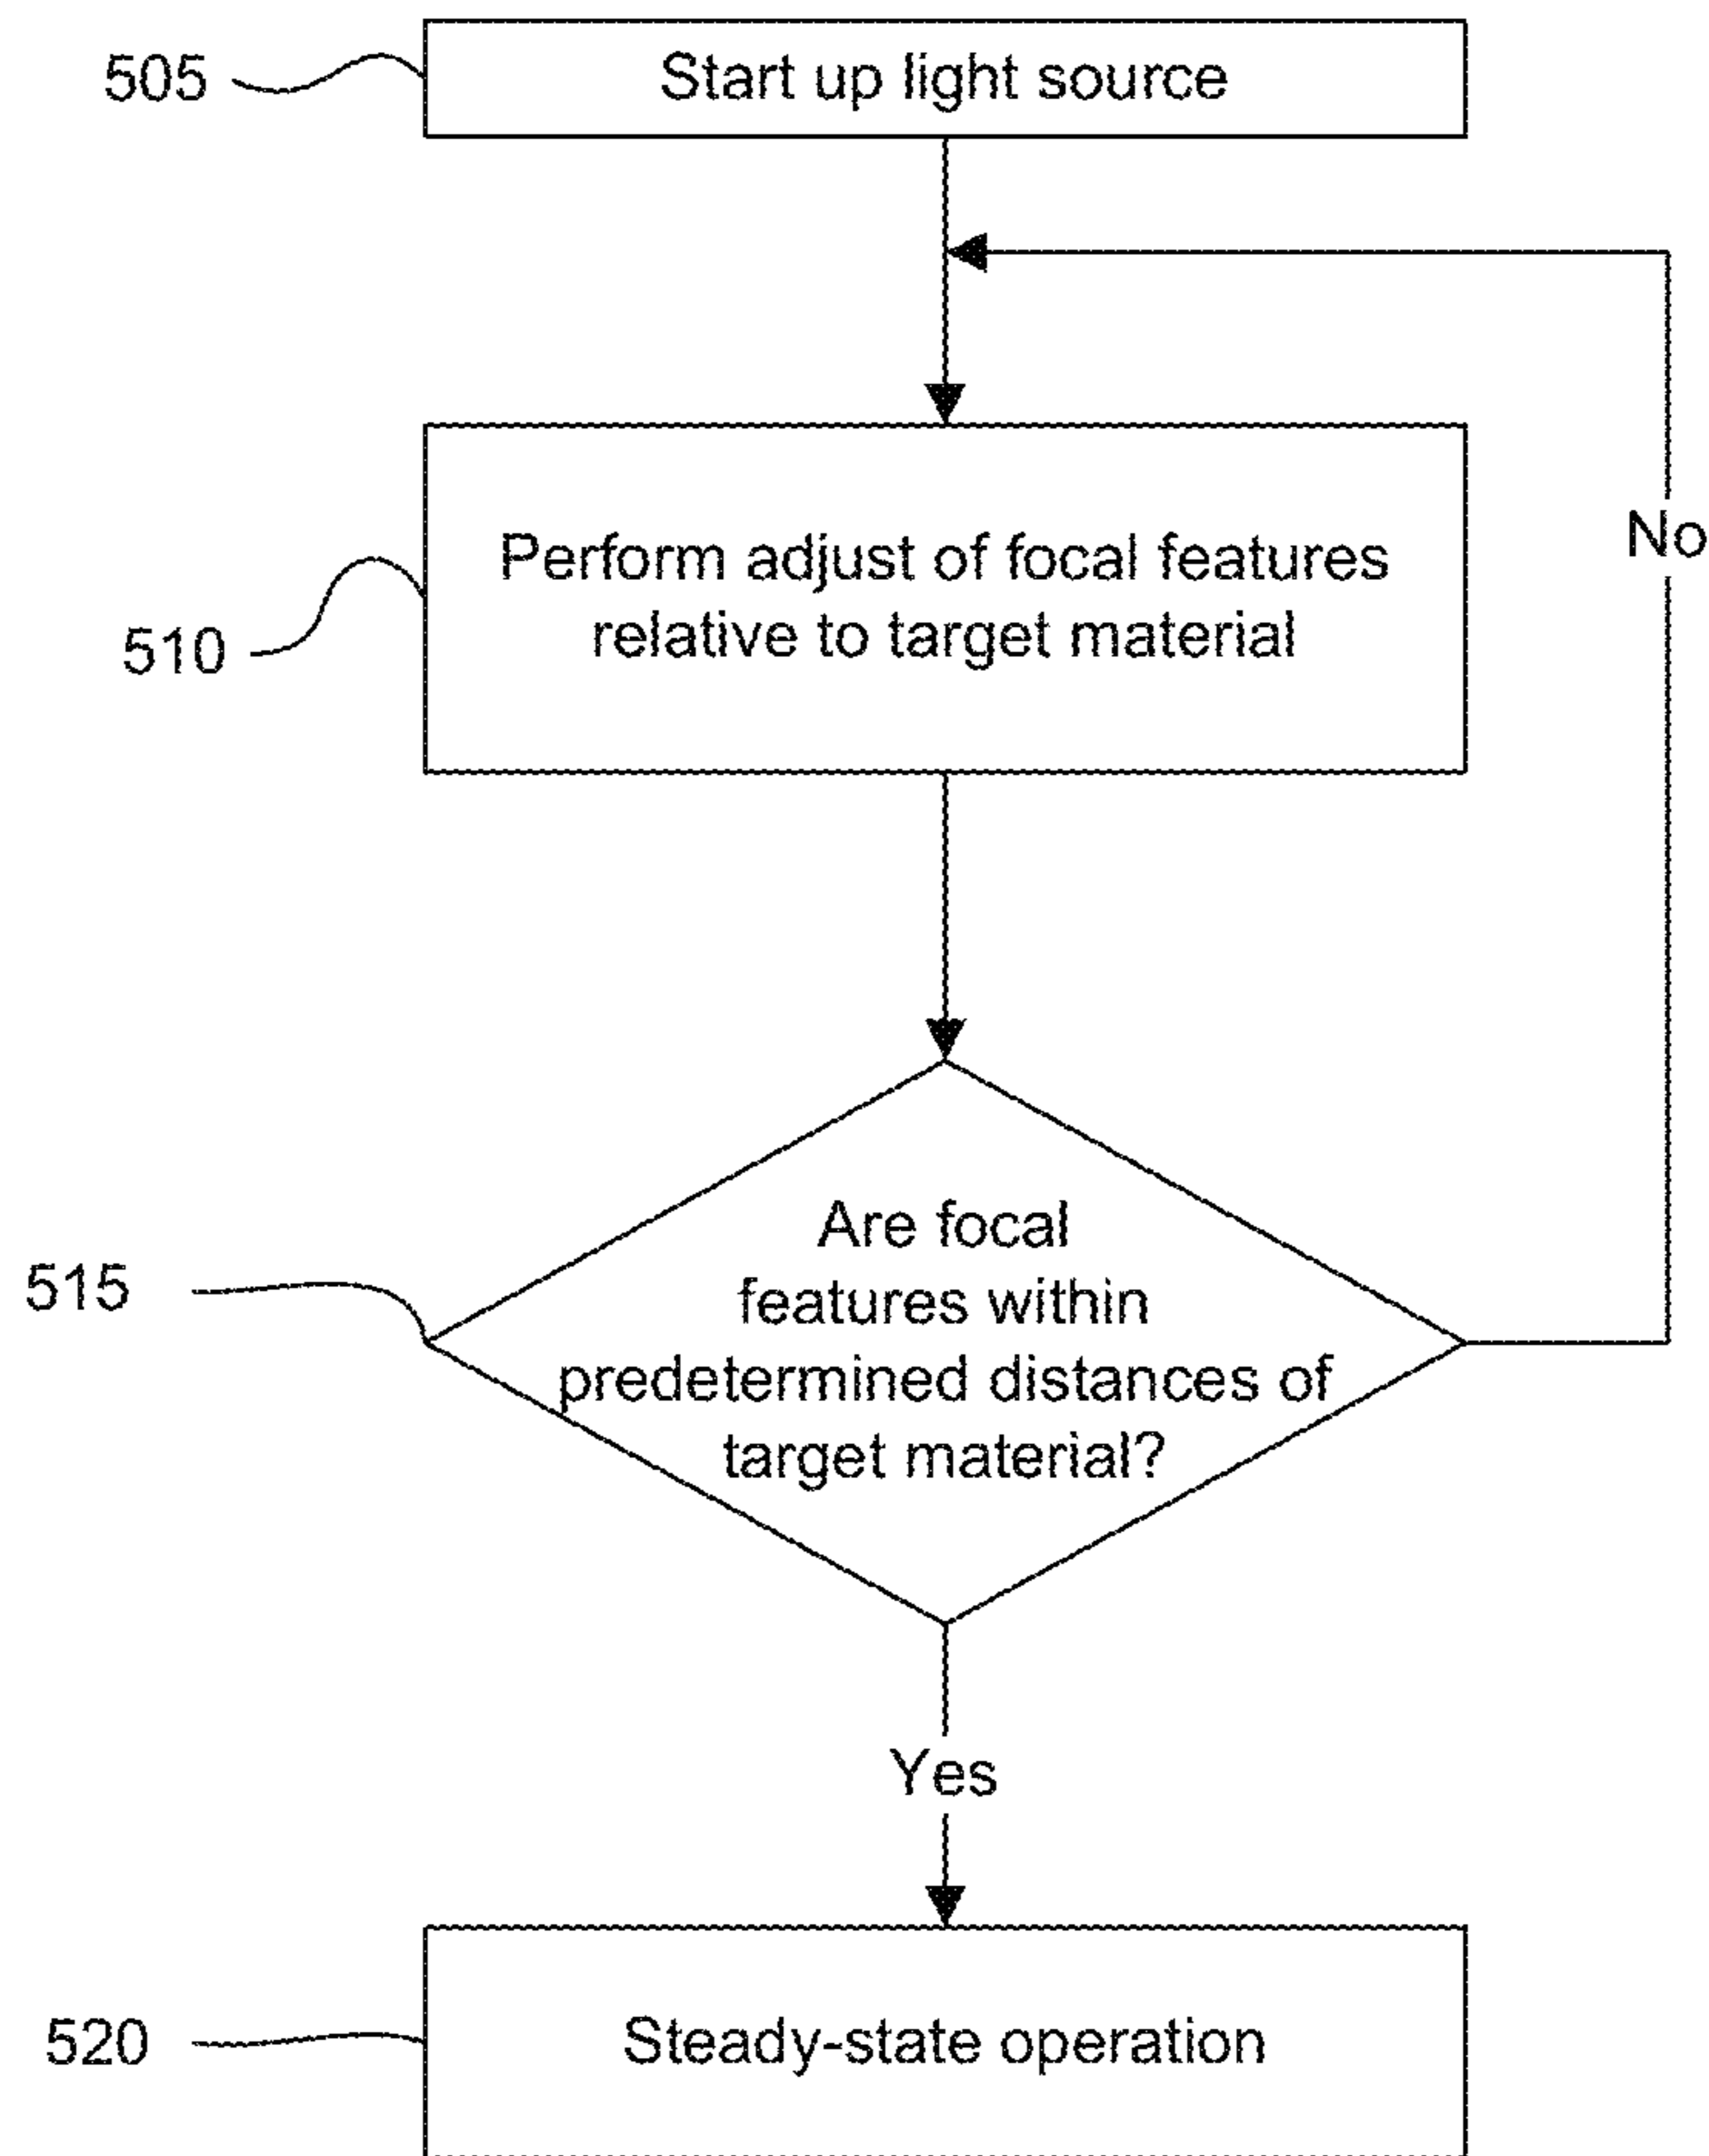 505
Start up light source
No
510
Perform adjust of focal features
relative to target material
515
Are focal
features within
predetermined distances of
target material?
Yes
520
Steady-state operation